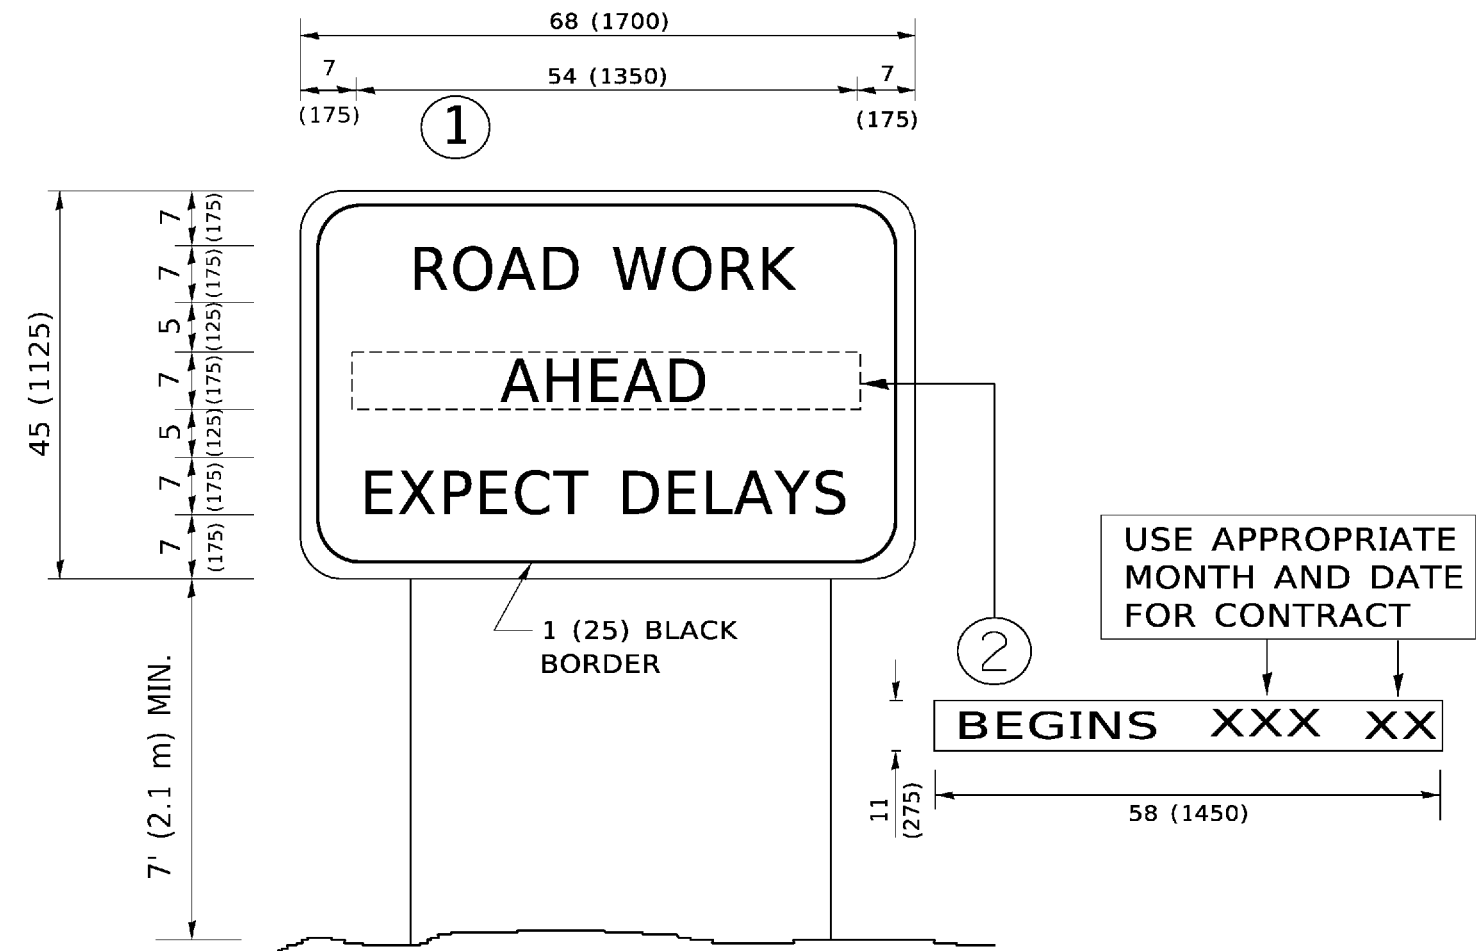 68 (1700)
7 54 (1350) 7
(175) (175)
1
7 (175)
7 (175)
5 (125)
7 (175)
5 (125)
7 (175)
7 (175)
45 (1125)
ROAD WORK
AHEAD
EXPECT DELAYS
1 (25) BLACK
BORDER
7' (2.1 m) MIN.
USE APPROPRIATE
MONTH AND DATE
FOR CONTRACT
2
BEGINS XXX XX
11
(275)
58 (1450)